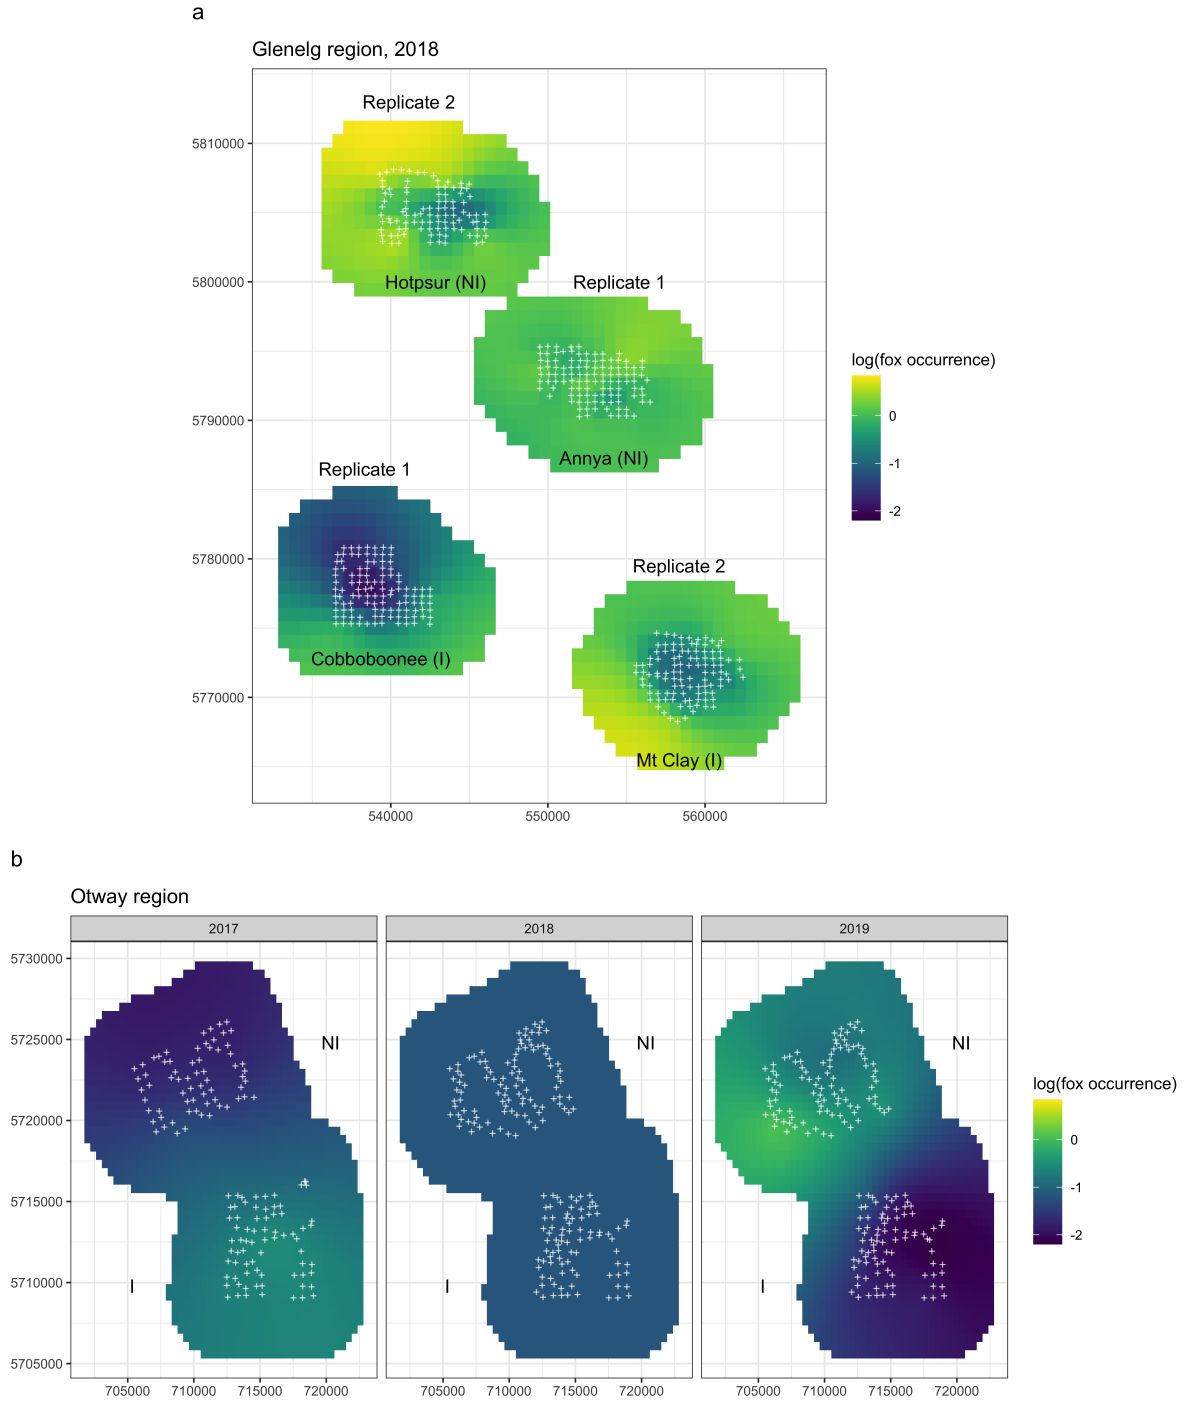 a
Glenelg region, 2018
Replicate 2
5810000
Hotpsur (NI)
Replicate 1
5800000
log(fox occurrence)
0
-1
-2
5790000
Annya (NI)
Replicate 1
5780000
Replicate 2
Cobboboonee (I)
5770000
Mt Clay (I)
540000 550000 560000
b
Otway region
2017 2018 2019
5730000
5725000
NI NI NI
5720000
log(fox occurrence)
0
-1
-2
5715000
5710000
I I I
5705000
705000 710000 715000 720000 705000 710000 715000 720000 705000 710000 715000 720000